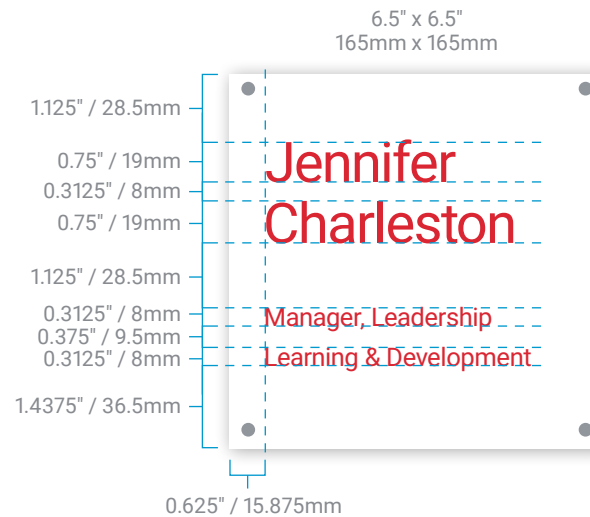 6.5" x 6.5"
165mm x 165mm
1.125" / 28.5mm
0.75" / 19mm
0.3125" / 8mm
0.75" / 19mm
1.125" / 28.5mm
0.3125" / 8mm
0.375" / 9.5mm
0.3125" / 8mm
1.4375" / 36.5mm
Jennifer
Charleston
Manager, Leadership
Learning & Development
0.625" / 15.875mm